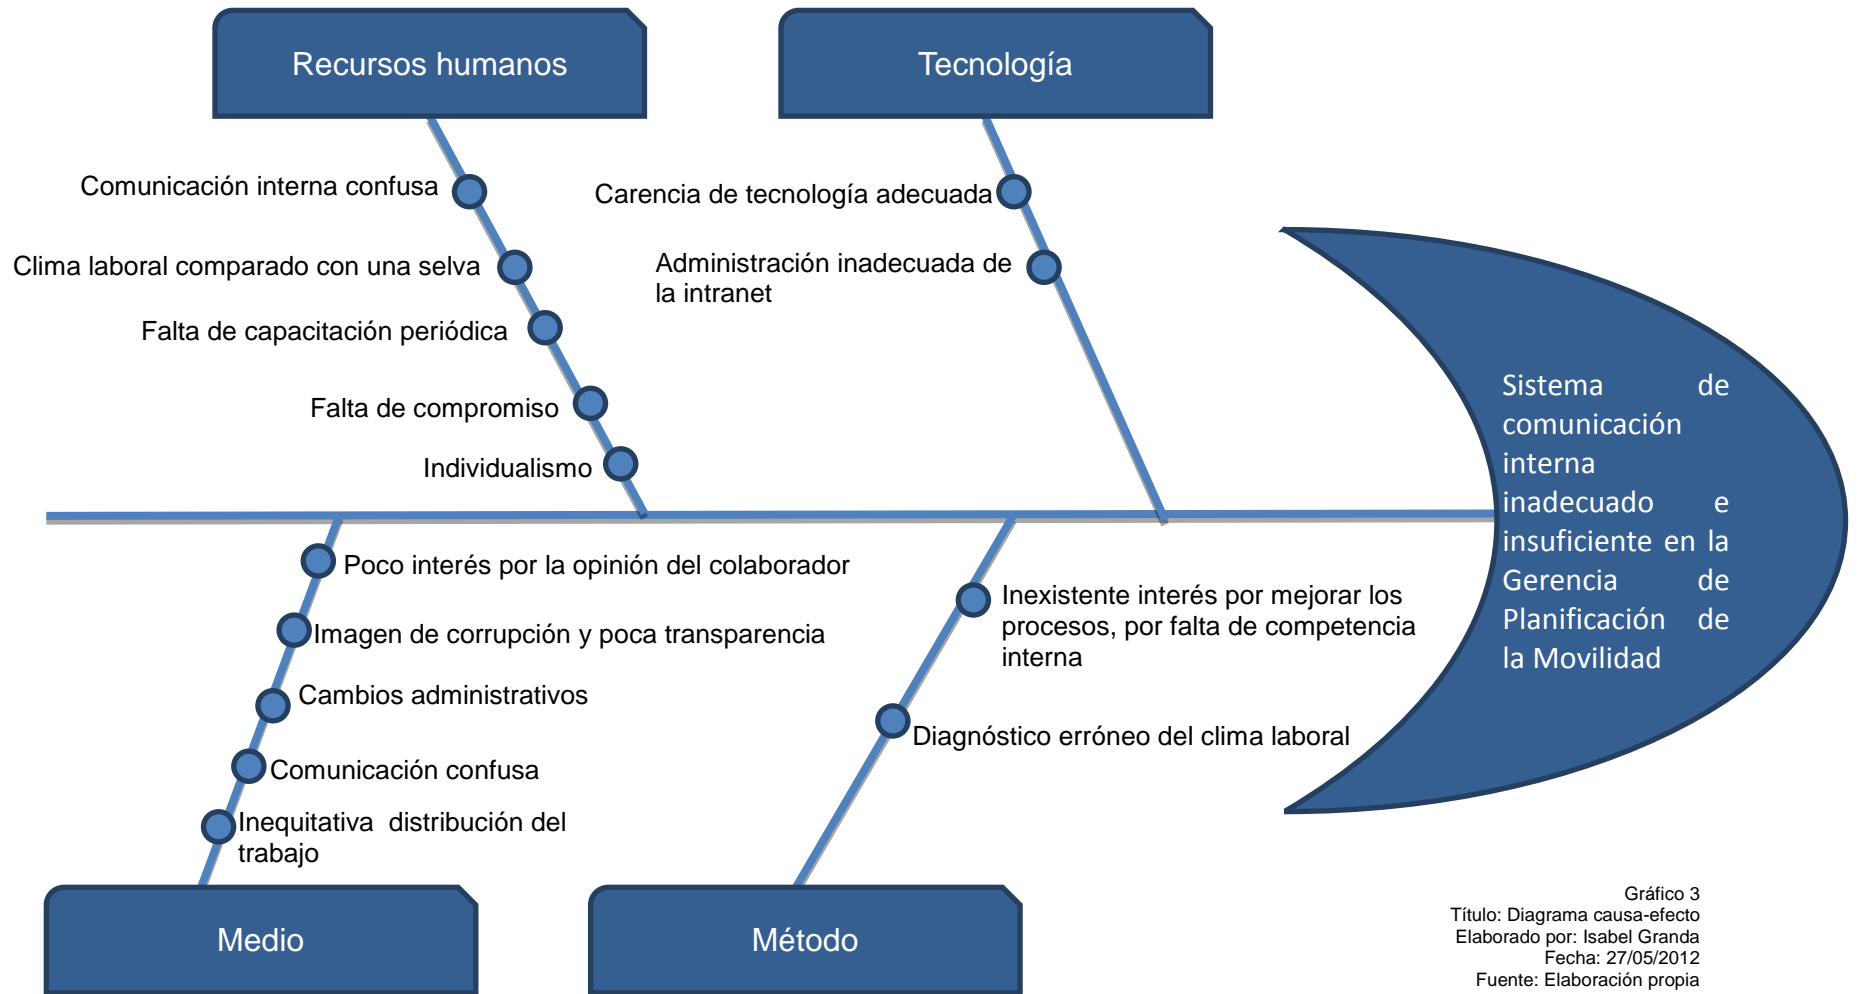 Recursos humanos
Tecnología
Comunicación interna confusa
Clima laboral comparado con una selva
Falta de capacitación periódica
Falta de compromiso
Individualismo
Carencia de tecnología adecuada
Administración inadecuada de
la intranet
Sistema de
comunicación
interna
inadecuado e
insuficiente en la
Gerencia de
Planificación de
la Movilidad
Poco interés por la opinión del colaborador
Imagen de corrupción y poca transparencia
Cambios administrativos
Comunicación confusa
Inequitativa distribución del
trabajo
Inexistente interés por mejorar los
procesos, por falta de competencia
interna
Diagnóstico erróneo del clima laboral
Medio
Método
Gráfico 3
Título: Diagrama causa-efecto
Elaborado por: Isabel Granda
Fecha: 27/05/2012
Fuente: Elaboración propia